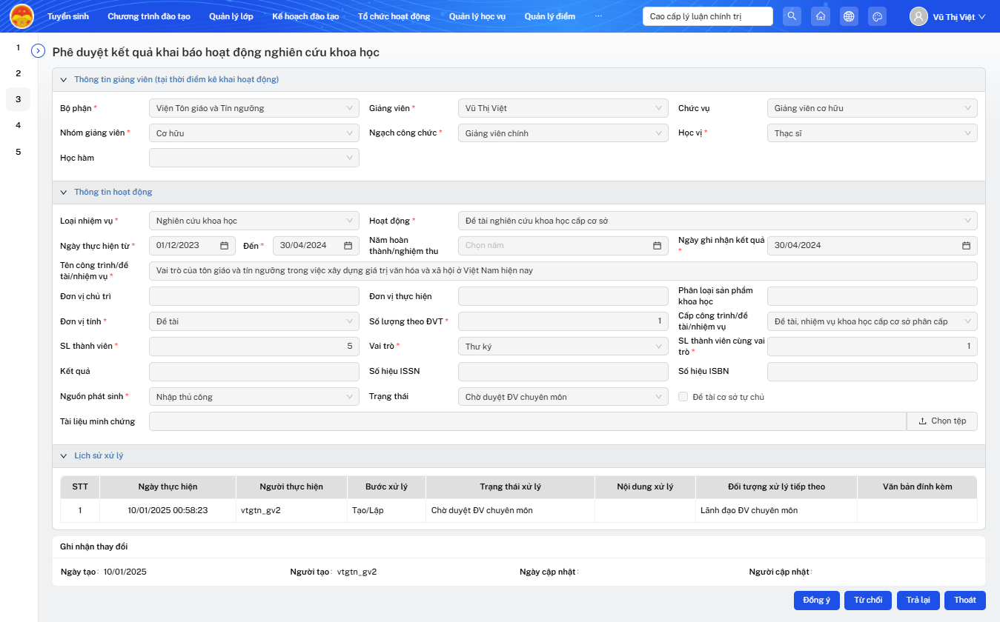 Tuyển sinh Chương trình đào tạo Quản lý lớp Kế hoạch đào tạo Tổ chức hoạt động Quản lý học vụ Quản lý điểm ··· Cao cấp lý luận chính trị Vũ Thị Việt
1
2
3
4
5
Phê duyệt kết quả khai báo hoạt động nghiên cứu khoa học
Thông tin giảng viên (tại thời điểm kê khai hoạt động)
Bộ phận * Viện Tôn giáo và Tín ngưỡng Giảng viên * Vũ Thị Việt Chức vụ Giảng viên cơ hữu
Nhóm giảng viên * Cơ hữu Ngạch công chức * Giảng viên chính Học vị * Thạc sĩ
Học hàm
Thông tin hoạt động
Loại nhiệm vụ * Nghiên cứu khoa học Hoạt động * Đề tài nghiên cứu khoa học cấp cơ sở
Ngày thực hiện từ * 01/12/2023 Đến * 30/04/2024 Năm hoàn thành/nghiệm thu Chọn năm Ngày ghi nhận kết quả * 30/04/2024
Tên công trình/đề tài/nhiệm vụ * Vai trò của tôn giáo và tín ngưỡng trong việc xây dựng giá trị văn hóa và xã hội ở Việt Nam hiện nay
Đơn vị chủ trì Đơn vị thực hiện Phân loại sản phẩm khoa học
Đơn vị tính * Đề tài Số lượng theo ĐVT * 1 Cấp công trình/đề tài/nhiệm vụ Đề tài, nhiệm vụ khoa học cấp cơ sở phân cấp
SL thành viên * 5 Vai trò * Thư ký SL thành viên cùng vai trò * 1
Kết quả Số hiệu ISSN Số hiệu ISBN
Nguồn phát sinh * Nhập thủ công Trạng thái Chờ duyệt ĐV chuyên môn Đề tài cơ sở tự chủ
Tài liệu minh chứng Chọn tệp
Lịch sử xử lý
STT Ngày thực hiện Người thực hiện Bước xử lý Trạng thái xử lý Nội dung xử lý Đối tượng xử lý tiếp theo Văn bản đính kèm
1 10/01/2025 00:58:23 vtgtn_gv2 Tạo/Lập Chờ duyệt ĐV chuyên môn Lãnh đạo ĐV chuyên môn
Ghi nhận thay đổi
Ngày tạo: 10/01/2025 Người tạo: vtgtn_gv2 Ngày cập nhật: Người cập nhật:
Đồng ý Từ chối Trả lại Thoát